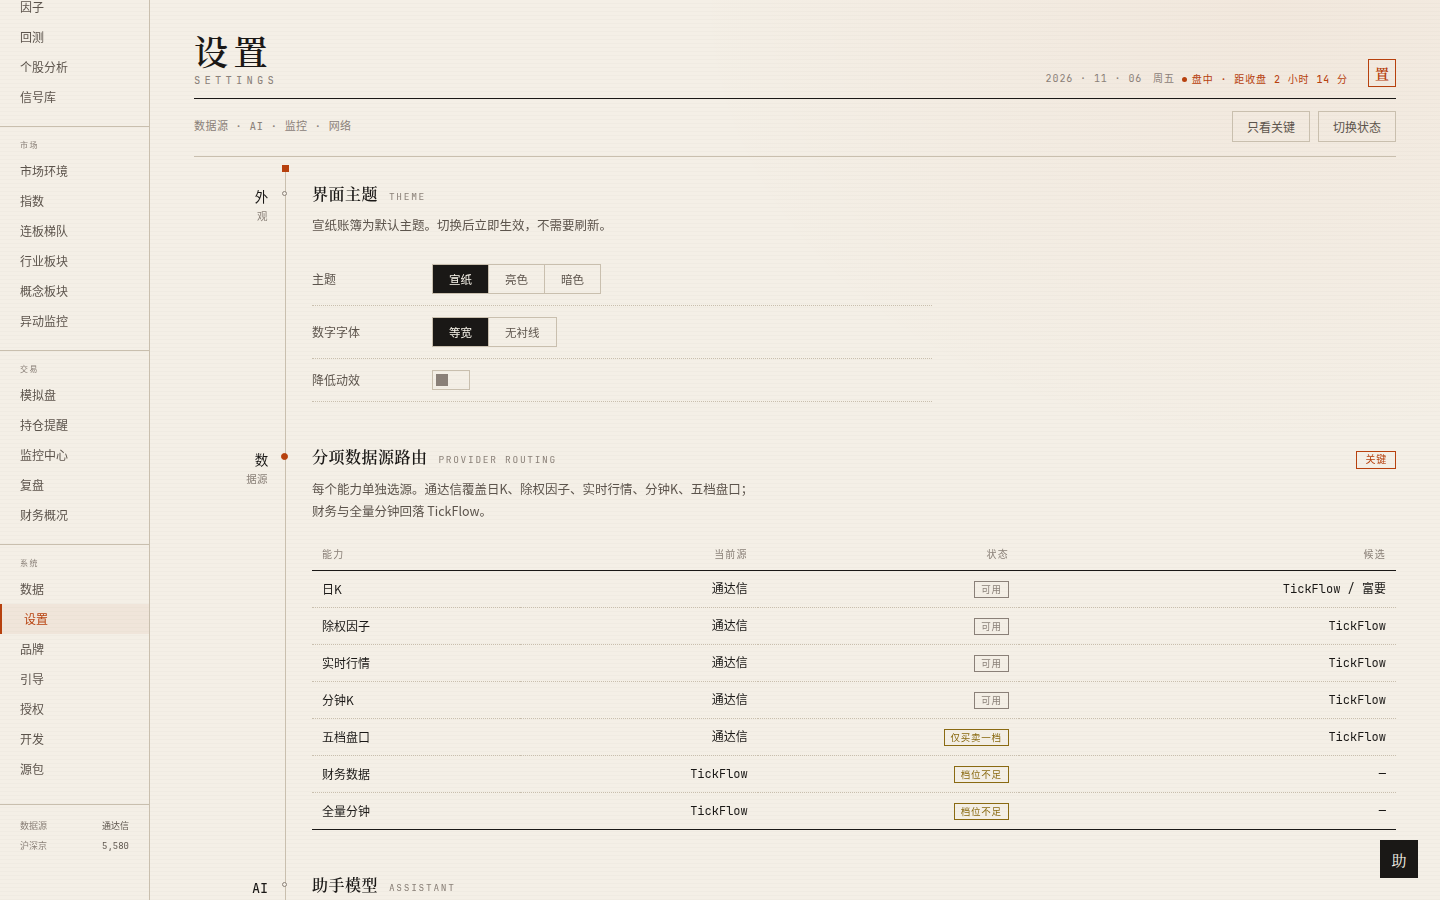 因子
回测
个股分析
信号库
市场
市场环境
指数
连板梯队
行业板块
概念板块
异动监控
交易
模拟盘
持仓提醒
监控中心
复盘
财务概况
系统
数据
设置
品牌
引导
授权
开发
源包
数据源 通达信
沪深京 5,580
设置
SETTINGS
2026 · 11 · 06 周五 盘中 · 距收盘 2 小时 14 分 置
数据源 · AI · 监控 · 网络 只看关键 切换状态
外
观
界面主题 THEME
宣纸账簿为默认主题。切换后立即生效，不需要刷新。
主题 宣纸 亮色 暗色
数字字体 等宽 无衬线
降低动效
数
据源
分项数据源路由 PROVIDER ROUTING 关键
每个能力单独选源。通达信覆盖日K、除权因子、实时行情、分钟K、五档盘口；
财务与全量分钟回落 TickFlow。
能力 当前源 状态 候选
日K 通达信 可用 TickFlow / 富要
除权因子 通达信 可用 TickFlow
实时行情 通达信 可用 TickFlow
分钟K 通达信 可用 TickFlow
五档盘口 通达信 仅买卖一档 TickFlow
财务数据 TickFlow 档位不足 —
全量分钟 TickFlow 档位不足 —
助
AI 助手模型 ASSISTANT